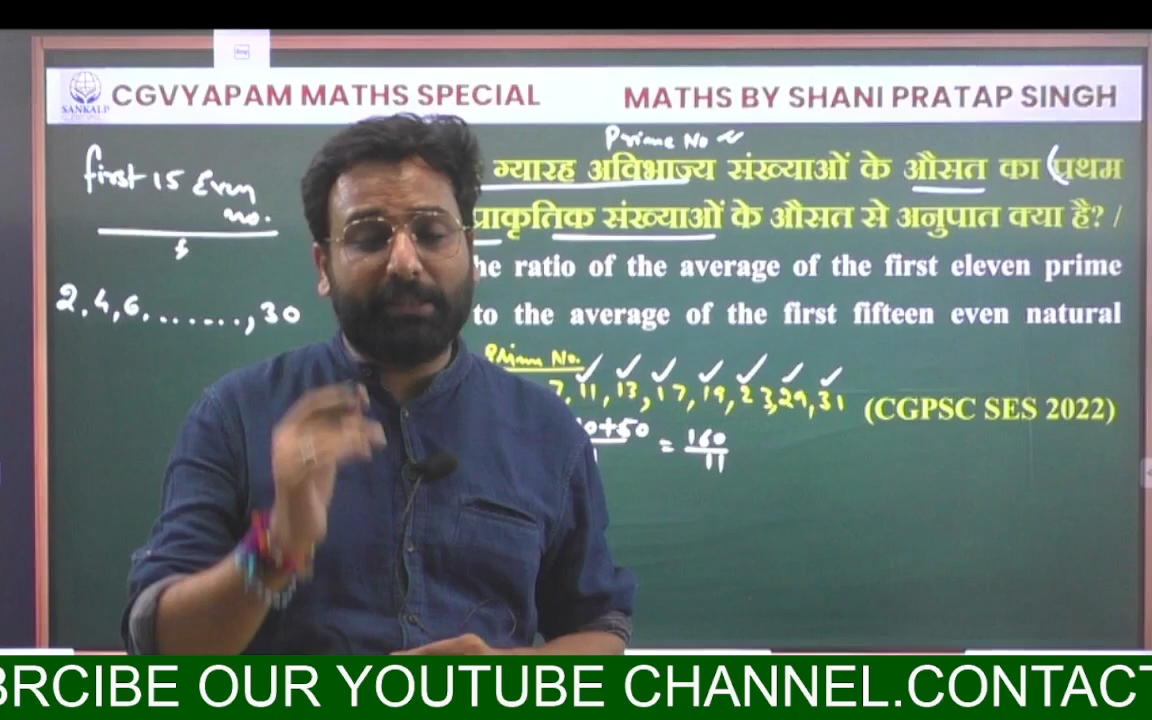 SANKALP
CGVYAPAM MATHS SPECIAL
MATHS BY SHANI PRATAP SINGH
Prime No
ग्यारह अविभाज्य संख्याओं के औसत का (प्रथम
प्राकृतिक संख्याओं के औसत से अनुपात क्या है? /
he ratio of the average of the first eleven prime
to the average of the first fifteen even natural
first 15 Even
no.
2, 4, 6, ......., 30
Prime No.
7, 11, 13, 17, 19, 23, 29, 31
(CGPSC SES 2022)
0+50
= 160
11
BRCIBE OUR YOUTUBE CHANNEL.CONTACT